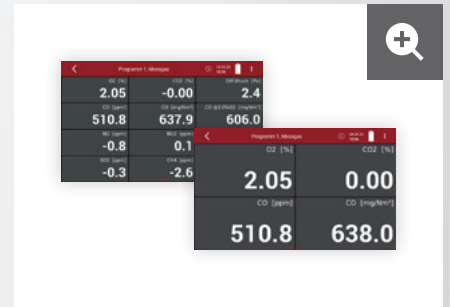 Programm 1, Messgas
O2 [%] CO2 [%] Diff.Druck [Pa]
2.05 -0.00 2.4
CO [ppm] CO [mg/Nm³]
510.8 637.9 606.0
NO [ppm] NO2 [ppm]
-0.8 0.1
SO2 [ppm] CH4 [ppm]
-0.3 -2.6
Programm 1, Messgas
O2 [%] CO2 [%]
2.05 0.00
CO [ppm] CO [mg/Nm³]
510.8 638.0